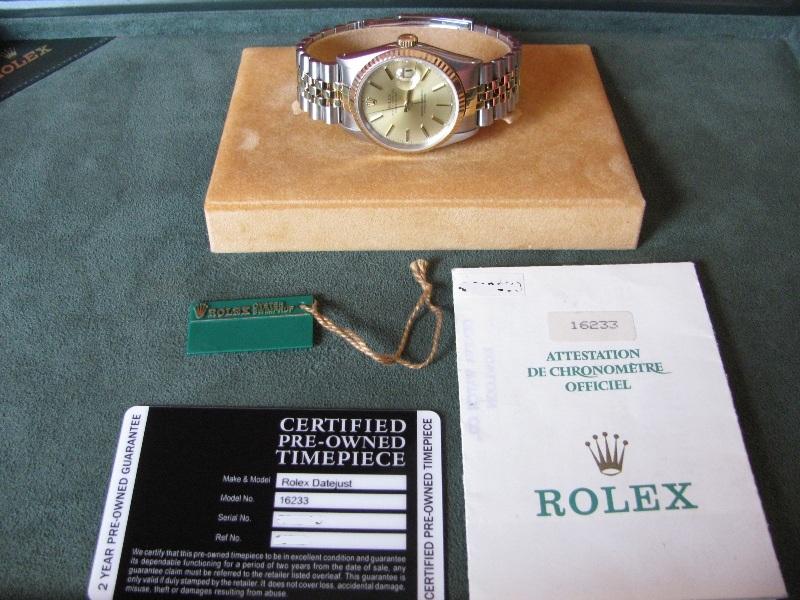 ROLEX
ROLEX OYSTER
SWIMPRUF
16233
ATTESTATION
DE CHRONOMÈTRE
OFFICIEL
ROLEX
2 YEAR PRE-OWNED GUARANTEE
CERTIFIED
PRE-OWNED
TIMEPIECE
Make & Model Rolex Datejust
Model No. 16233
Serial No.
Ref No.
We certify that this pre-owned timepiece to be in excellent condition and guarantee
its dependable functioning for a period of two years from the date of sale, any
guarantee claim must be referred to the retailer listed overleaf. This guarantee is
only valid if duly stamped by the retailer. It does not cover loss, accidental damage,
misuse, theft or damages resulting from abuse.
CERTIFIED PRE-OWNED TIMEPIECE